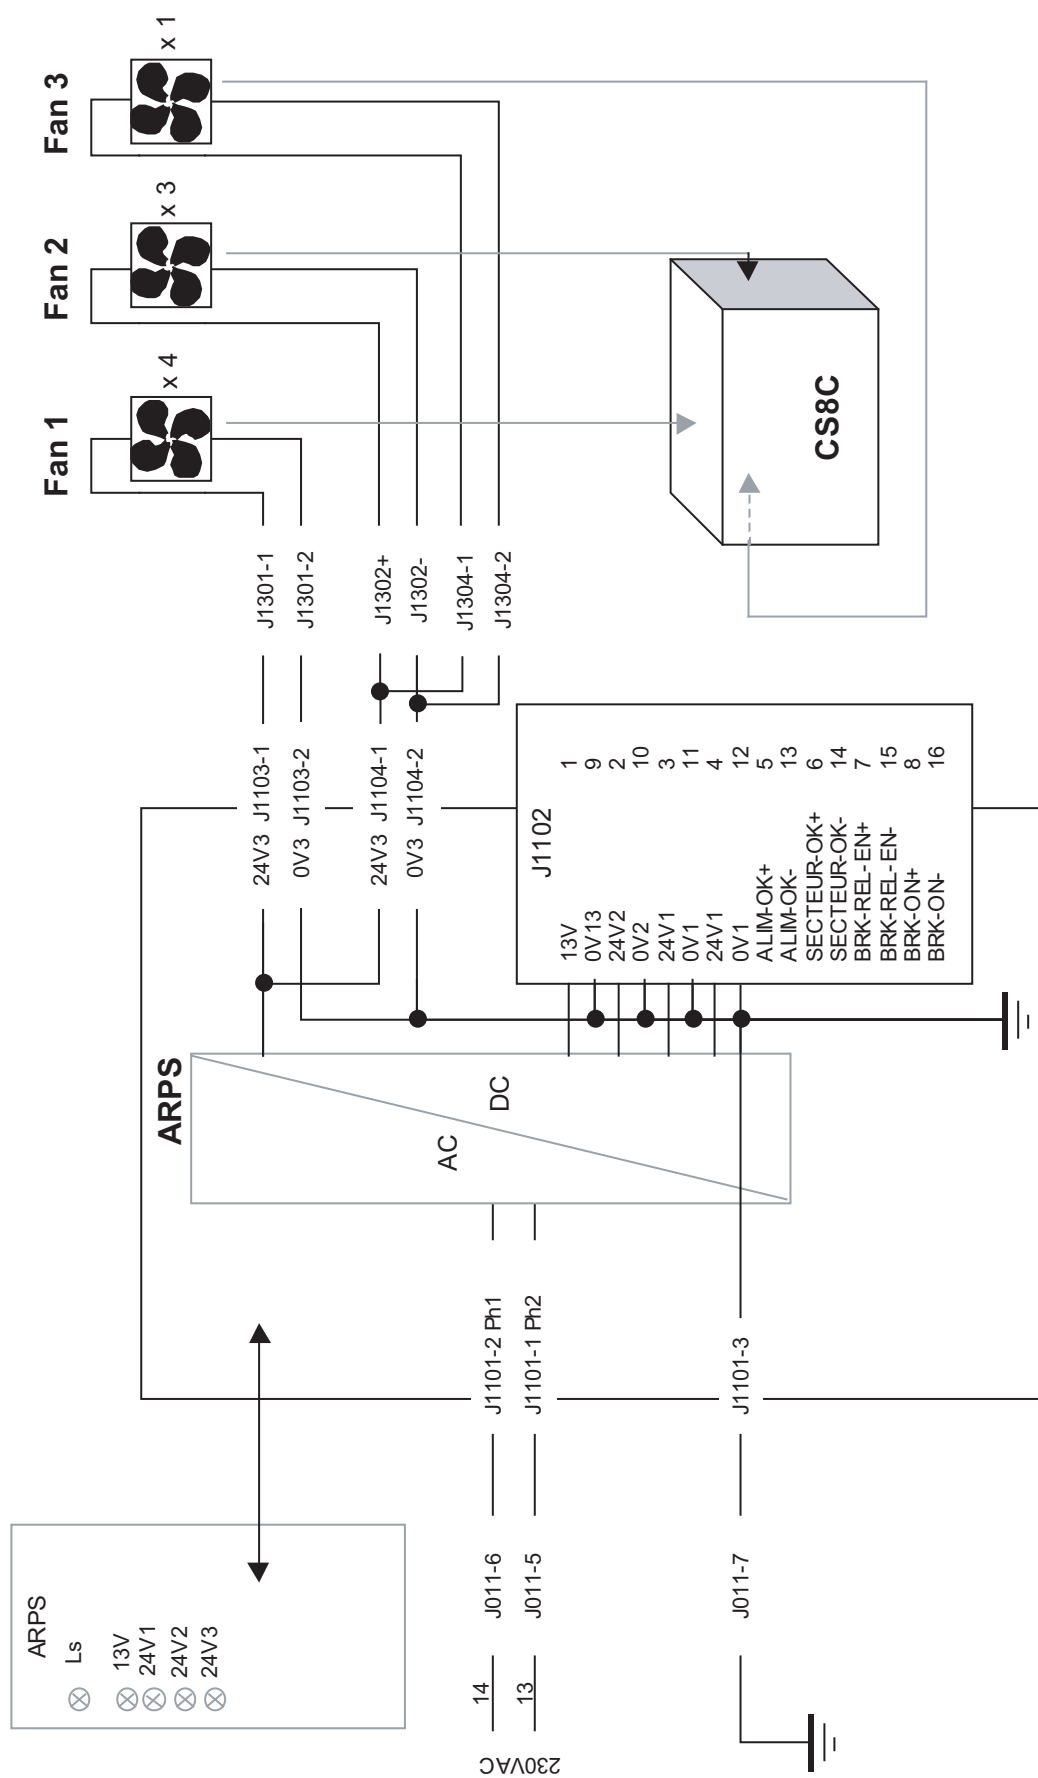 ARPS
Ls
13V
24V1
24V2
24V3
230VAC
14
13
J011-6
J011-5
J011-7
J1101-2 Ph1
J1101-1 Ph2
J1101-3
ARPS
AC
DC
J1102
13V 1
0V13 9
24V2 2
0V2 10
24V1 3
0V1 11
24V1 4
0V1 12
ALIM-OK+ 5
ALIM-OK- 13
SECTEUR-OK+ 6
SECTEUR-OK- 14
BRK-REL-EN+ 7
BRK-REL-EN- 15
BRK-ON+ 8
BRK-ON- 16
24V3 J1103-1
0V3 J1103-2
24V3 J1104-1
0V3 J1104-2
J1301-1
J1301-2
J1302+
J1302-
J1304-1
J1304-2
Fan 1
x 4
Fan 2
x 3
Fan 3
x 1
CS8C